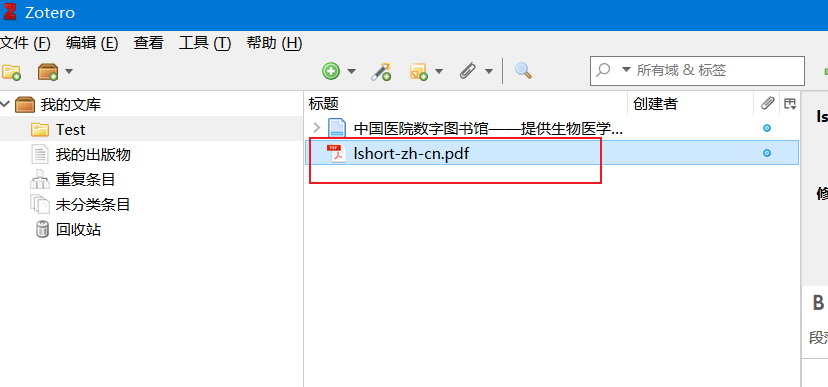 Zotero
文件 (F) 编辑 (E) 查看 工具 (T) 帮助 (H)
所有域 & 标签
我的文库
Test
我的出版物
重复条目
未分类条目
回收站
标题 创建者
中国医院数字图书馆——提供生物医学...
PDF lshort-zh-cn.pdf
ls
修
B